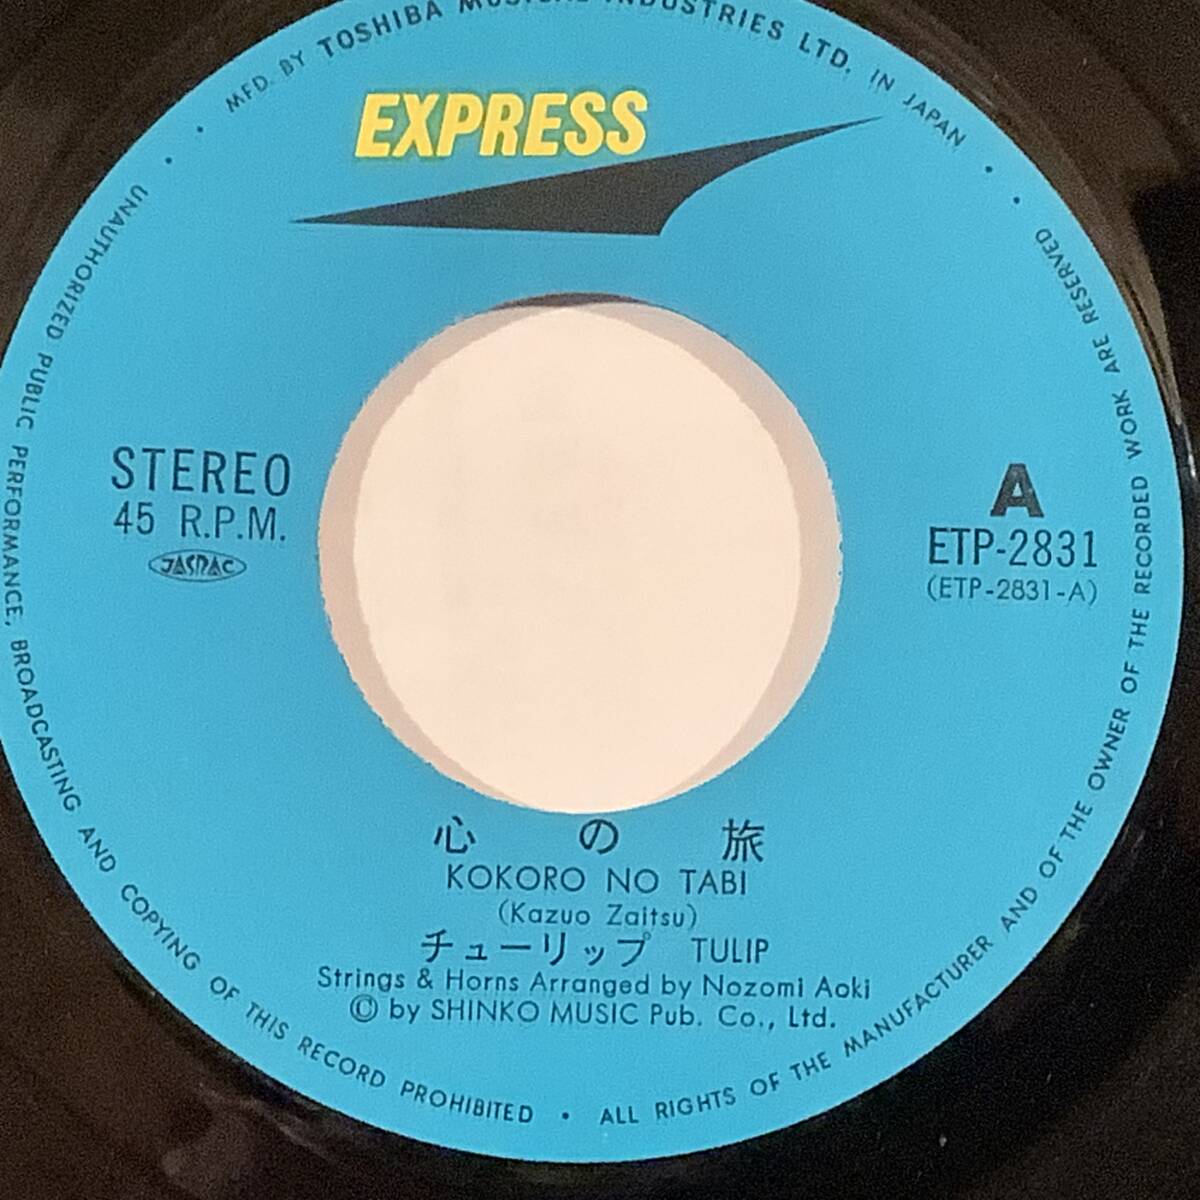 MFD. BY TOSHIBA MUSICAL INDUSTRIES LTD. IN JAPAN
EXPRESS
STEREO
45 R.P.M.
JASRAC
A
ETP-2831
(ETP-2831-A)
心の旅
KOKORO NO TABI
(Kazuo Zaitsu)
チューリップ TULIP
Strings & Horns Arranged by Nozomi Aoki
© by SHINKO MUSIC Pub. Co., Ltd.
UNAUTHORIZED PUBLIC PERFORMANCE, BROADCASTING AND COPYING OF THIS RECORD PROHIBITED • ALL RIGHTS OF THE MANUFACTURER AND OF THE OWNER OF THE RECORDED WORK ARE RESERVED